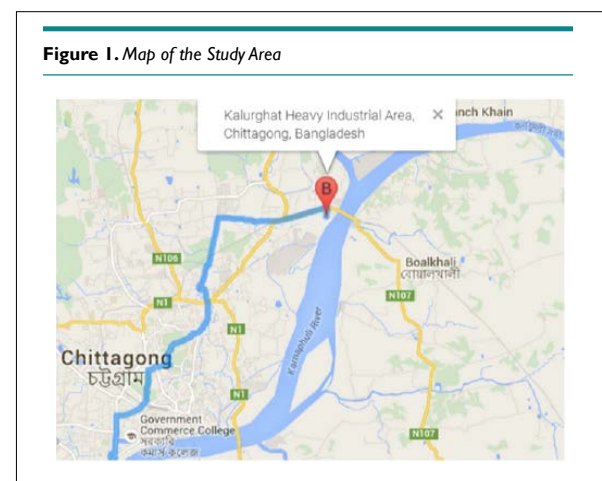 Figure 1. Map of the Study Area
Kalurghat Heavy Industrial Area,
Chittagong, Bangladesh
×
Khain
B
N106
Boalkhali
বোয়ালখালী
N107
N1
Karnaphuli River
N1
Chittagong
চট্টগ্রাম
N1
Government
Commerce College
সরকারি
কমার্স কলেজ
N107